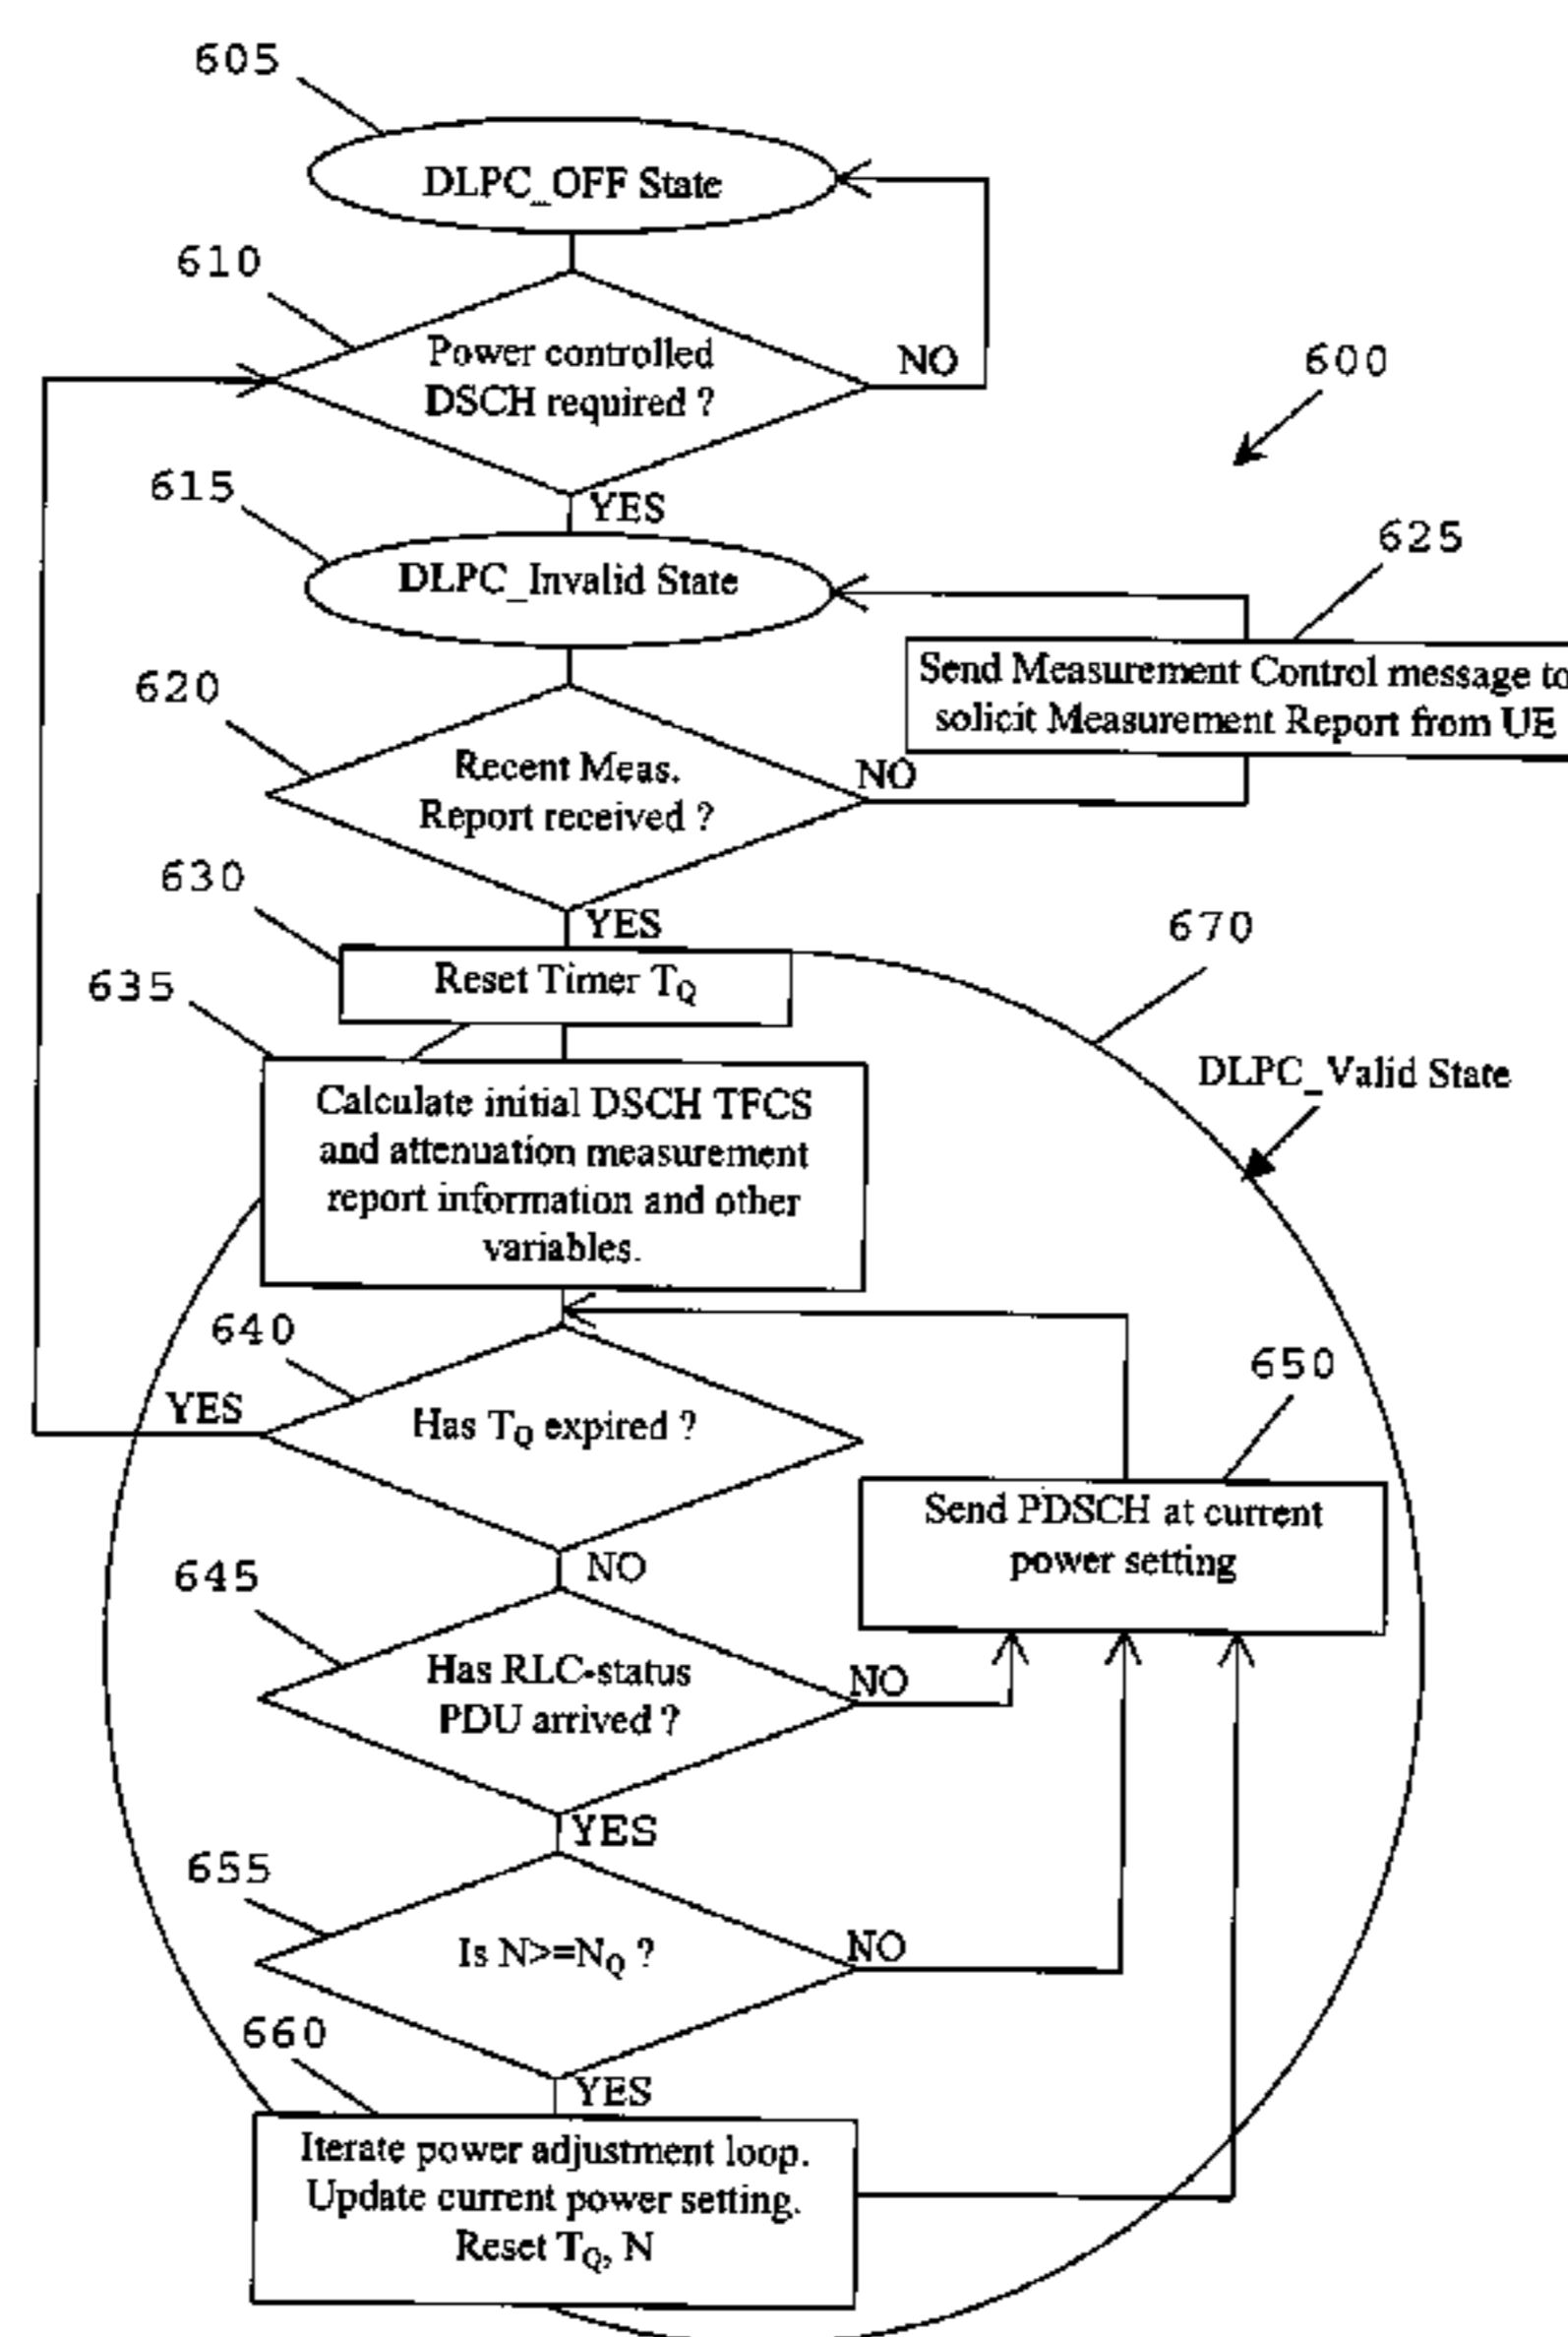 605
DLPC_OFF State
610
Power controlled
DSCH required ?
NO
600
YES
615
DLPC_Invalid State
625
Send Measurement Control message to
solicit Measurement Report from UE
620
Recent Meas.
Report received ?
NO
YES
630
Reset Timer TQ
670
635
DLPC_Valid State
Calculate initial DSCH TFCS
and attenuation measurement
report information and other
variables.
640
YES
Has TQ expired ?
650
Send PDSCH at current
power setting
NO
645
Has RLC-status
PDU arrived ?
NO
YES
655
Is N>=NQ ?
NO
660
YES
Iterate power adjustment loop.
Update current power setting.
Reset TQ, N